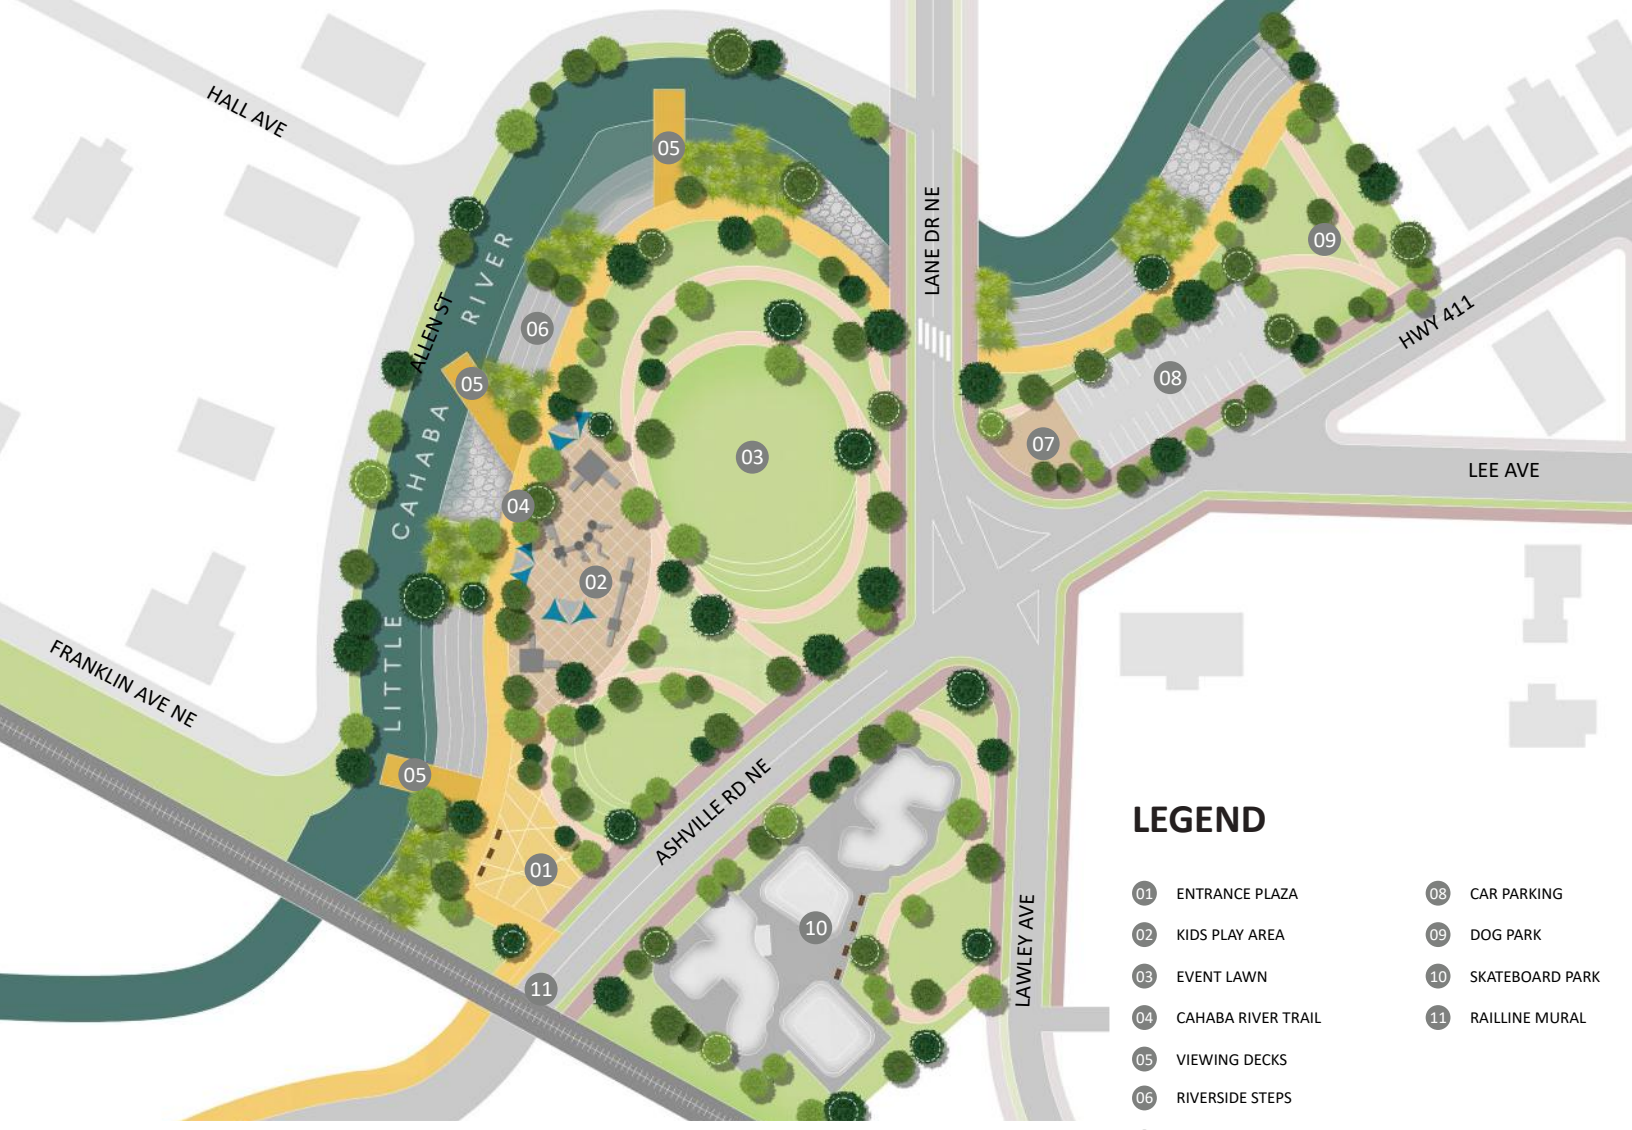 HALL AVE
05
LANE DR NE
09
RIVER
ALLEN ST
06
HWY 411
05
08
CAHABA
07
03
LEE AVE
04
02
LITTLE
FRANKLIN AVE NE
05
ASHVILLE RD NE
01
10
LAWLEY AVE
11
LEGEND
01 ENTRANCE PLAZA
02 KIDS PLAY AREA
03 EVENT LAWN
04 CAHABA RIVER TRAIL
05 VIEWING DECKS
06 RIVERSIDE STEPS
08 CAR PARKING
09 DOG PARK
10 SKATEBOARD PARK
11 RAILLINE MURAL